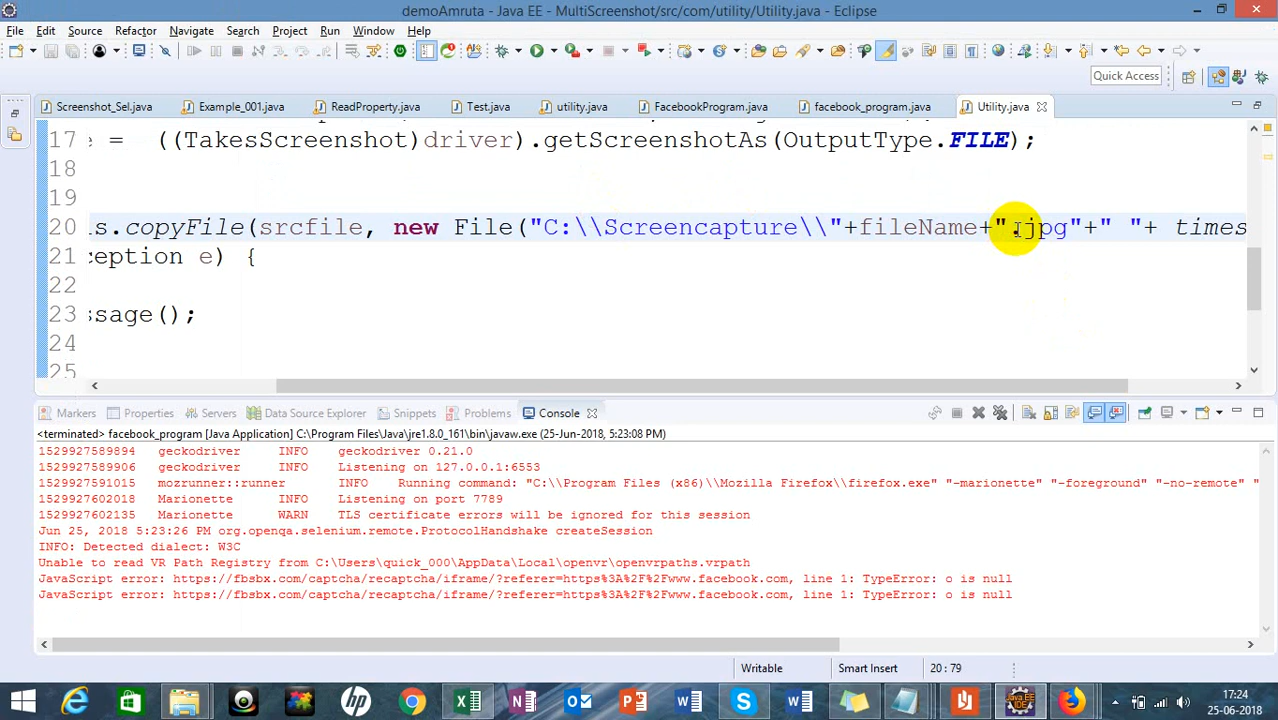 demoAmruta - Java EE - MultiScreenshot/src/com/utility/Utility.java - Eclipse
File Edit Source Refactor Navigate Search Project Run Window Help
Quick Access
Screenshot_Sel.java Example_001.java ReadProperty.java Test.java utility.java FacebookProgram.java facebook_program.java Utility.java
17 e = ((TakesScreenshot)driver).getScreenshotAs(OutputType.FILE);
18
19
20 ls.copyFile(srcfile, new File("C:\\Screencapture\\"+fileName+".jpg"+" "+ times
21 ception e) {
22
23 ssage();
24
25
Markers Properties Servers Data Source Explorer Snippets Problems Console
<terminated> facebook_program [Java Application] C:\Program Files\Java\jre1.8.0_161\bin\javaw.exe (25-Jun-2018, 5:23:08 PM)
1529927589894 geckodriver INFO geckodriver 0.21.0
1529927589906 geckodriver INFO Listening on 127.0.0.1:6553
1529927591015 mozrunner::runner INFO Running command: "C:\\Program Files (x86)\\Mozilla Firefox\\firefox.exe" "-marionette" "-foreground" "-no-remote" "
1529927602018 Marionette INFO Listening on port 7789
1529927602135 Marionette WARN TLS certificate errors will be ignored for this session
Jun 25, 2018 5:23:26 PM org.openqa.selenium.remote.ProtocolHandshake createSession
INFO: Detected dialect: W3C
Unable to read VR Path Registry from C:\Users\quick_000\AppData\Local\openvr\openvrpaths.vrpath
JavaScript error: https://fbsbx.com/captcha/recaptcha/iframe/?referer=https%3A%2F%2Fwww.facebook.com, line 1: TypeError: o is null
JavaScript error: https://fbsbx.com/captcha/recaptcha/iframe/?referer=https%3A%2F%2Fwww.facebook.com, line 1: TypeError: o is null
Writable Smart Insert 20 : 79
17:24
25-06-2018